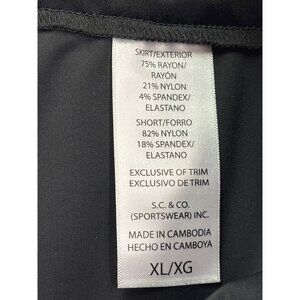 SKIRT/EXTERIOR
75% RAYON/
RAYÓN
21% NYLON
4% SPANDEX/
ELASTANO
SHORT/FORRO
82% NYLON
18% SPANDEX/
ELASTANO
EXCLUSIVE OF TRIM
EXCLUSIVO DE TRIM
S.C. & CO.
(SPORTSWEAR) INC.
MADE IN CAMBODIA
HECHO EN CAMBOYA
XL/XG